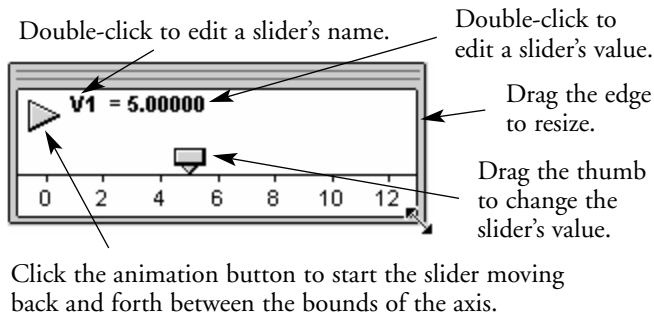 Double-click to edit a slider's name.
Double-click to
edit a slider's value.
V1 = 5.00000
Drag the edge
to resize.
0 2 4 6 8 10 12
Drag the thumb
to change the
slider's value.
Click the animation button to start the slider moving
back and forth between the bounds of the axis.